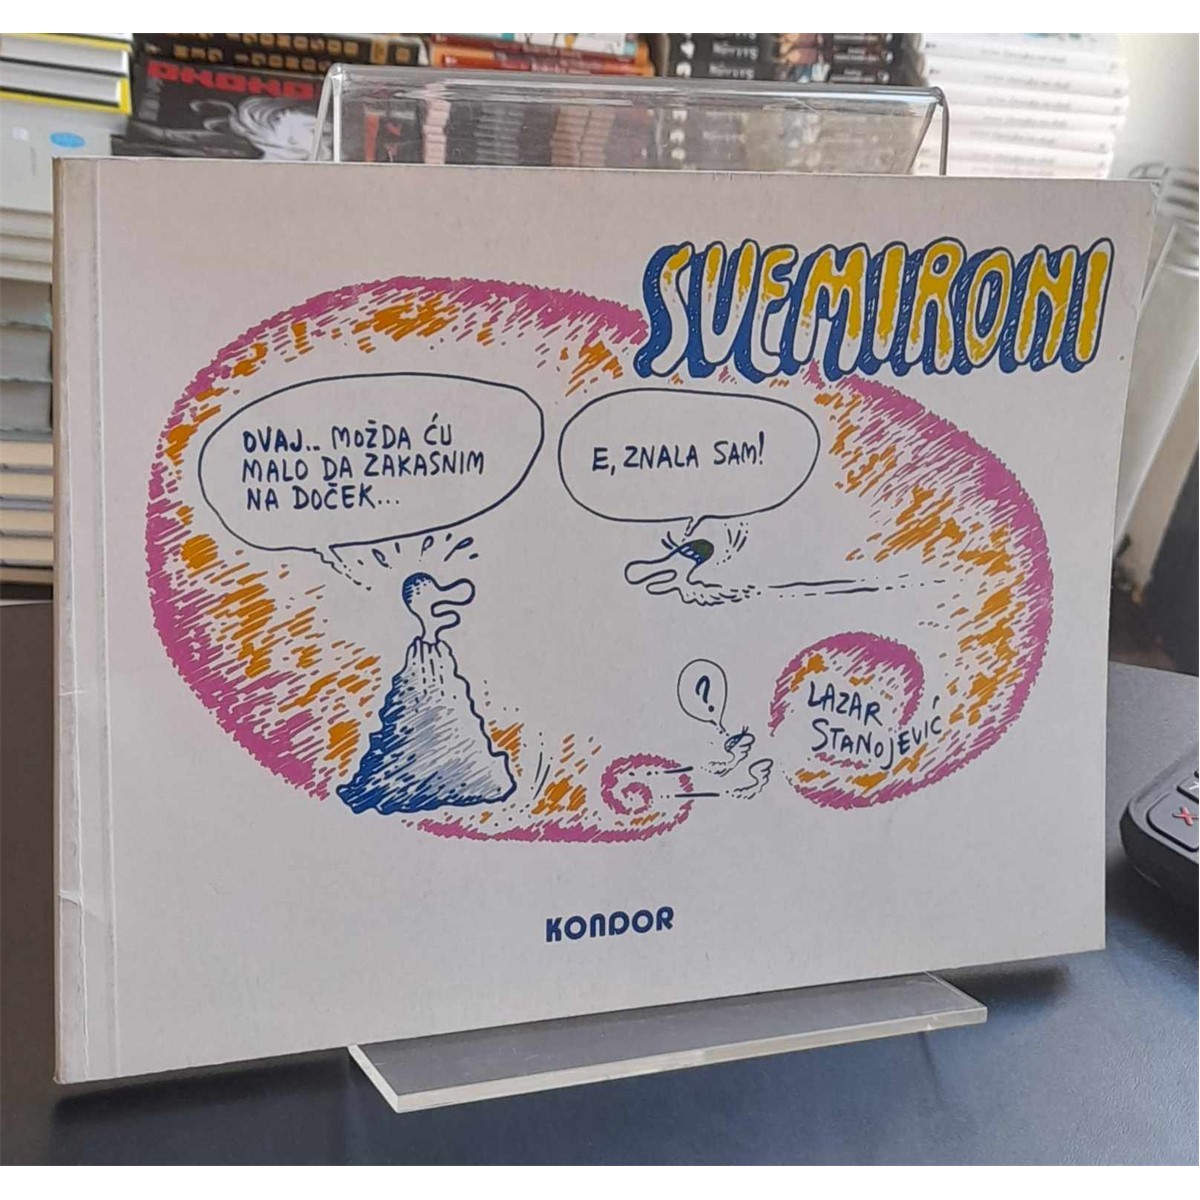 SVEMIRONI
OVAJ.. MOŽDA ĆU
MALO DA ZAKASNIM
NA DOČEK...
E, ZNALA SAM!
?
LAZAR
STANOJEVIĆ
KONDOR